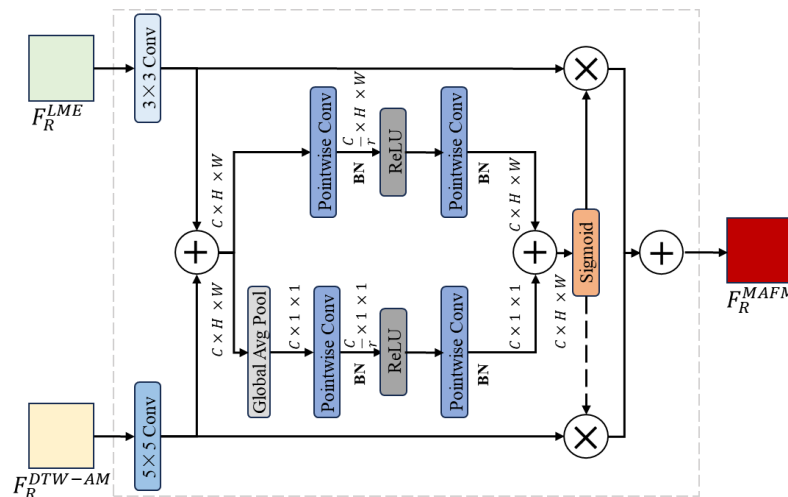 3×3 Conv
F_R^{LME}
C×H×W
Pointwise Conv
BN
C/r×H×W
ReLU
Pointwise Conv
BN
C×H×W
C×H×W
Global Avg Pool
C×1×1
Pointwise Conv
BN
C/r×1×1
ReLU
Pointwise Conv
BN
C×1×1
C×H×W
Sigmoid
F_R^{MAFM}
5×5 Conv
F_R^{DTW-AM}